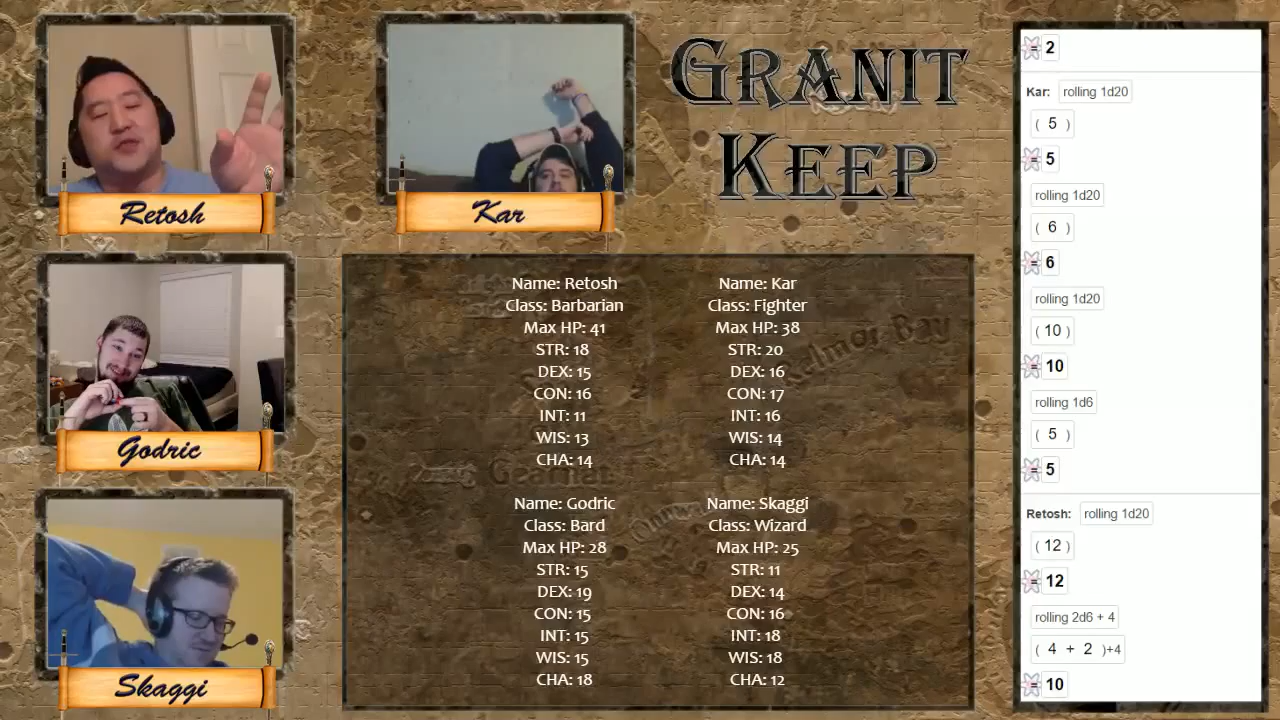 GRANIT
KEEP
Retosh
Kar
Godric
Skaggi
Name: Retosh
Class: Barbarian
Max HP: 41
STR: 18
DEX: 15
CON: 16
INT: 11
WIS: 13
CHA: 14
Name: Kar
Class: Fighter
Max HP: 38
STR: 20
DEX: 16
CON: 17
INT: 16
WIS: 14
CHA: 14
Name: Godric
Class: Bard
Max HP: 28
STR: 15
DEX: 19
CON: 15
INT: 15
WIS: 15
CHA: 18
Name: Skaggi
Class: Wizard
Max HP: 25
STR: 11
DEX: 14
CON: 16
INT: 18
WIS: 18
CHA: 12
= 2
Kar: rolling 1d20
( 5 )
= 5
rolling 1d20
( 6 )
= 6
rolling 1d20
( 10 )
= 10
rolling 1d6
( 5 )
= 5
Retosh: rolling 1d20
( 12 )
= 12
rolling 2d6 + 4
( 4 + 2 )+4
= 10